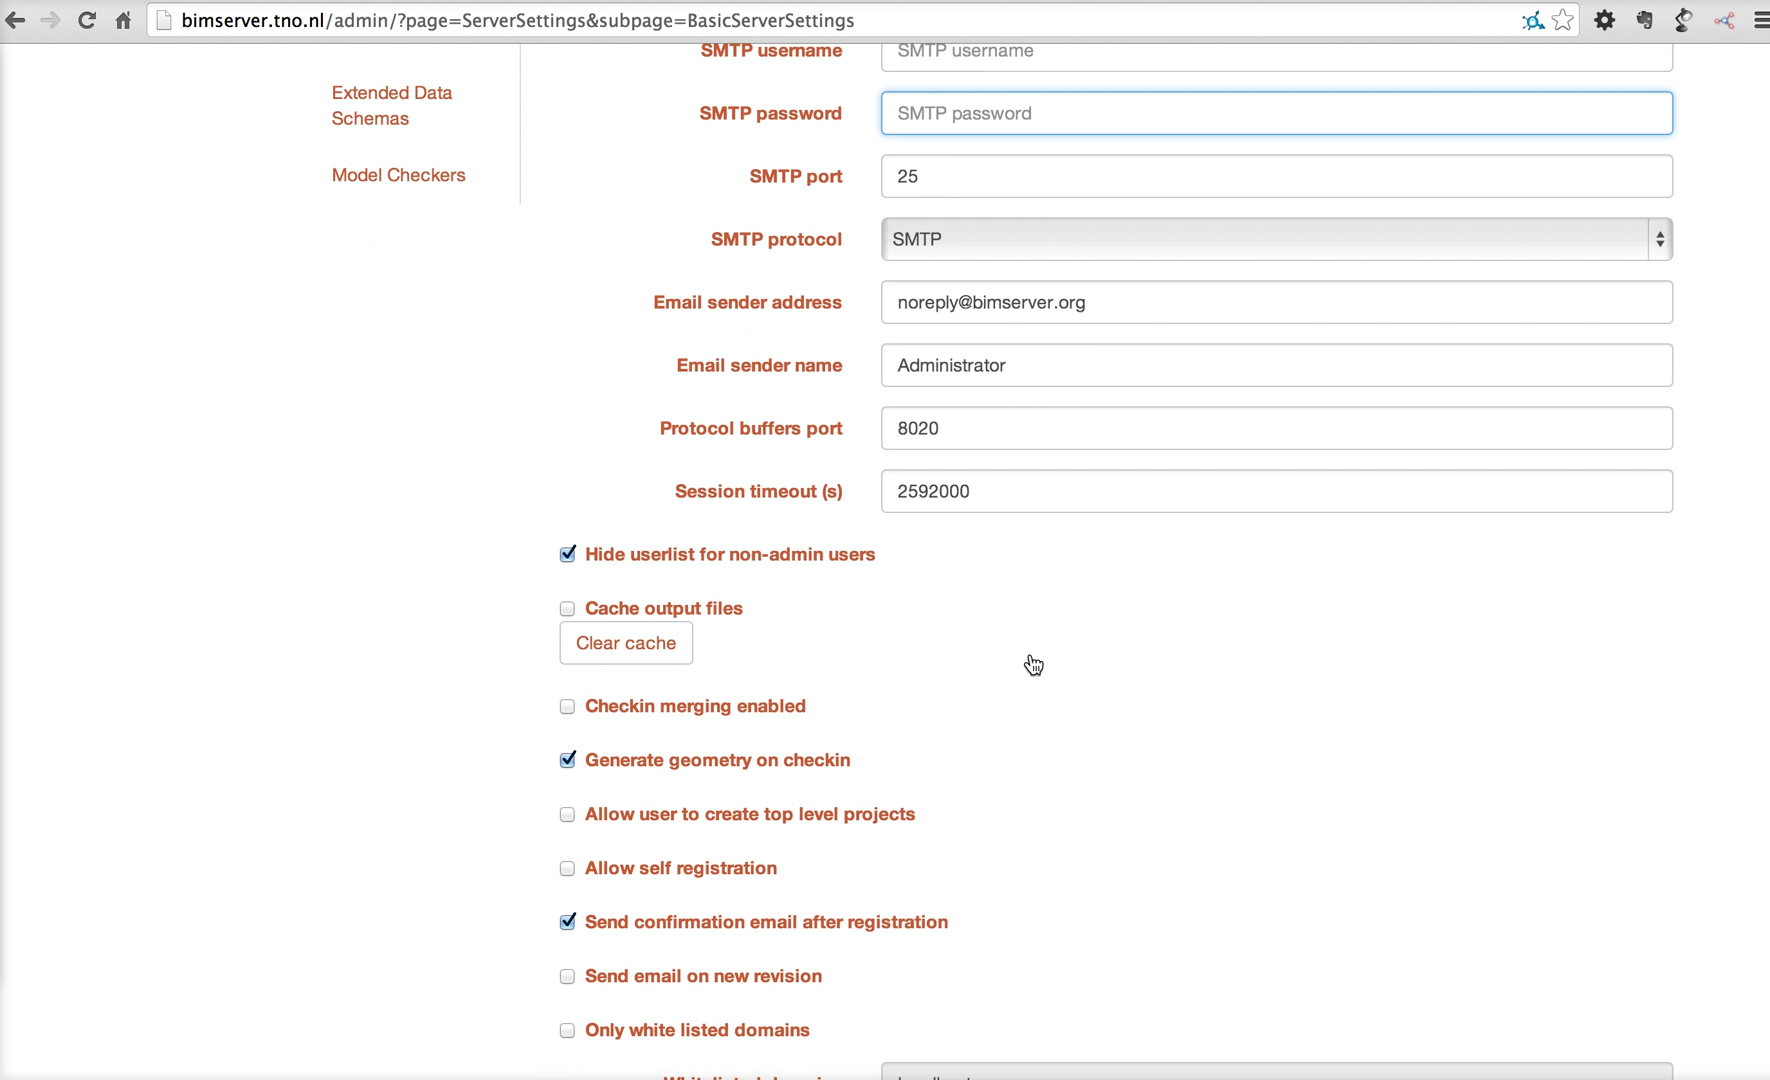 bimserver.tno.nl/admin/?page=ServerSettings&subpage=BasicServerSettings
SMTP username SMTP username
Extended Data
Schemas
SMTP password SMTP password
Model Checkers
SMTP port 25
SMTP protocol SMTP
Email sender address noreply@bimserver.org
Email sender name Administrator
Protocol buffers port 8020
Session timeout (s) 2592000
Hide userlist for non-admin users
Cache output files
Clear cache
Checkin merging enabled
Generate geometry on checkin
Allow user to create top level projects
Allow self registration
Send confirmation email after registration
Send email on new revision
Only white listed domains